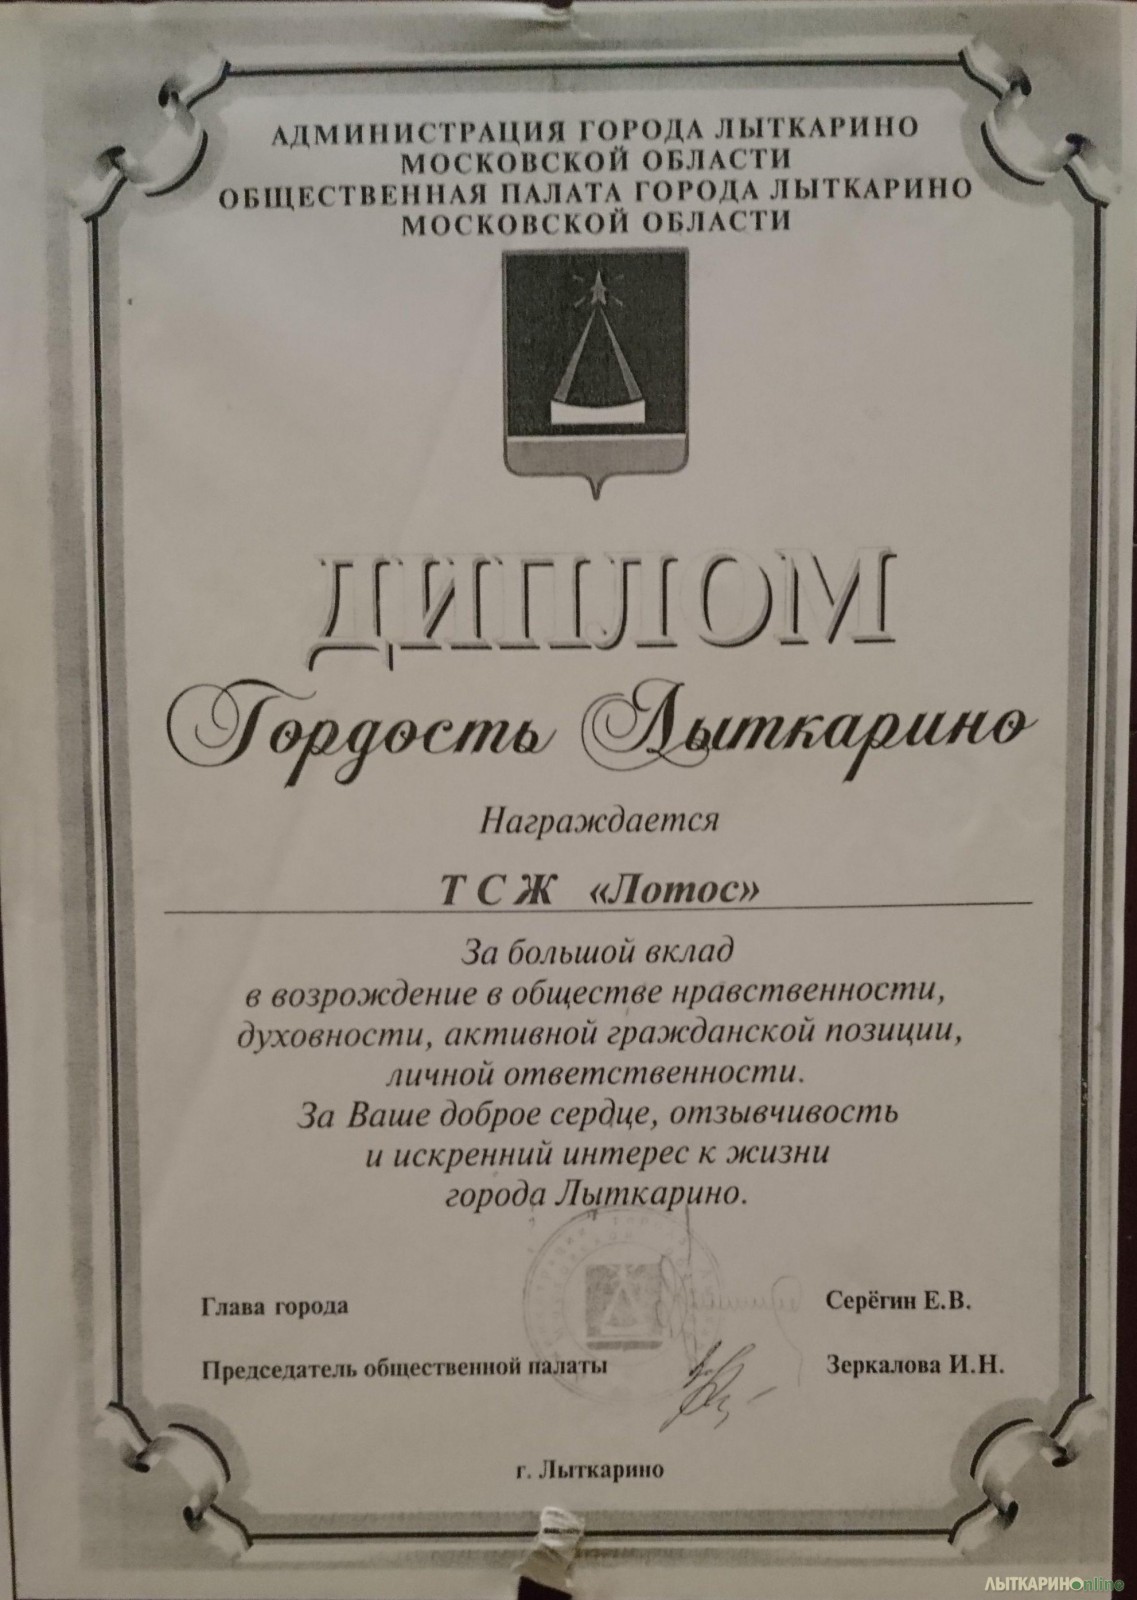 АДМИНИСТРАЦИЯ ГОРОДА ЛЫТКАРИНО
МОСКОВСКОЙ ОБЛАСТИ
ОБЩЕСТВЕННАЯ ПАЛАТА ГОРОДА ЛЫТКАРИНО
МОСКОВСКОЙ ОБЛАСТИ
ДИПЛОМ
Гордость Лыткарино
Награждается
Т С Ж «Лотос»
За большой вклад
в возрождение в обществе нравственности,
духовности, активной гражданской позиции,
личной ответственности.
За Ваше доброе сердце, отзывчивость
и искренний интерес к жизни
города Лыткарино.
Глава города Серёгин Е.В.
Председатель общественной палаты Зеркалова И.Н.
г. Лыткарино
ЛЫТКАРИНОonline